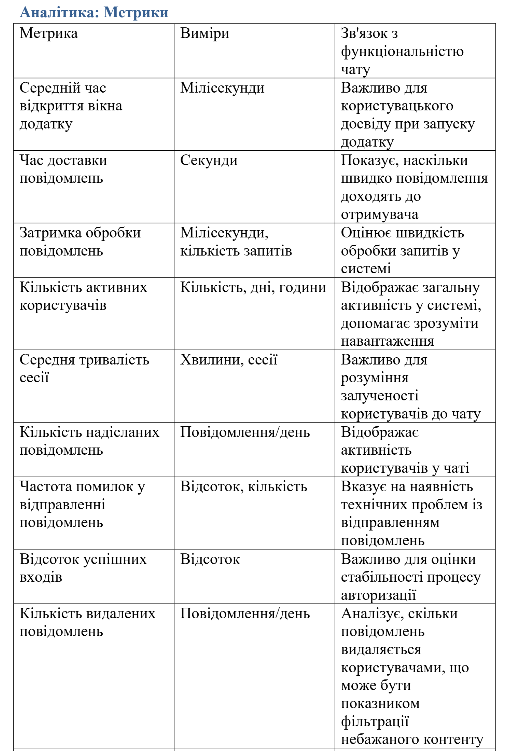 Аналітика: Метрики
Метрика
Виміри
Зв'язок з
функціональністю
чату
Середній час
відкриття вікна
додатку
Мілісекунди
Важливо для
користувацького
досвіду при запуску
додатку
Час доставки
повідомлень
Секунди
Показує, наскільки
швидко повідомлення
доходять до
отримувача
Затримка обробки
повідомлень
Мілісекунди,
кількість запитів
Оцінює швидкість
обробки запитів у
системі
Кількість активних
користувачів
Кількість, дні, години
Відображає загальну
активність у системі,
допомагає зрозуміти
навантаження
Середня тривалість
сесії
Хвилини, сесії
Важливо для
розуміння
залученості
користувачів до чату
Кількість надісланих
повідомлень
Повідомлення/день
Відображає
активність
користувачів у чаті
Частота помилок у
відправленні
повідомлень
Відсоток, кількість
Вказує на наявність
технічних проблем із
відправленням
повідомлень
Відсоток успішних
входів
Відсоток
Важливо для оцінки
стабільності процесу
авторизації
Кількість видалених
повідомлень
Повідомлення/день
Аналізує, скільки
повідомлень
видаляється
користувачами, що
може бути
показником
фільтрації
небажаного контенту